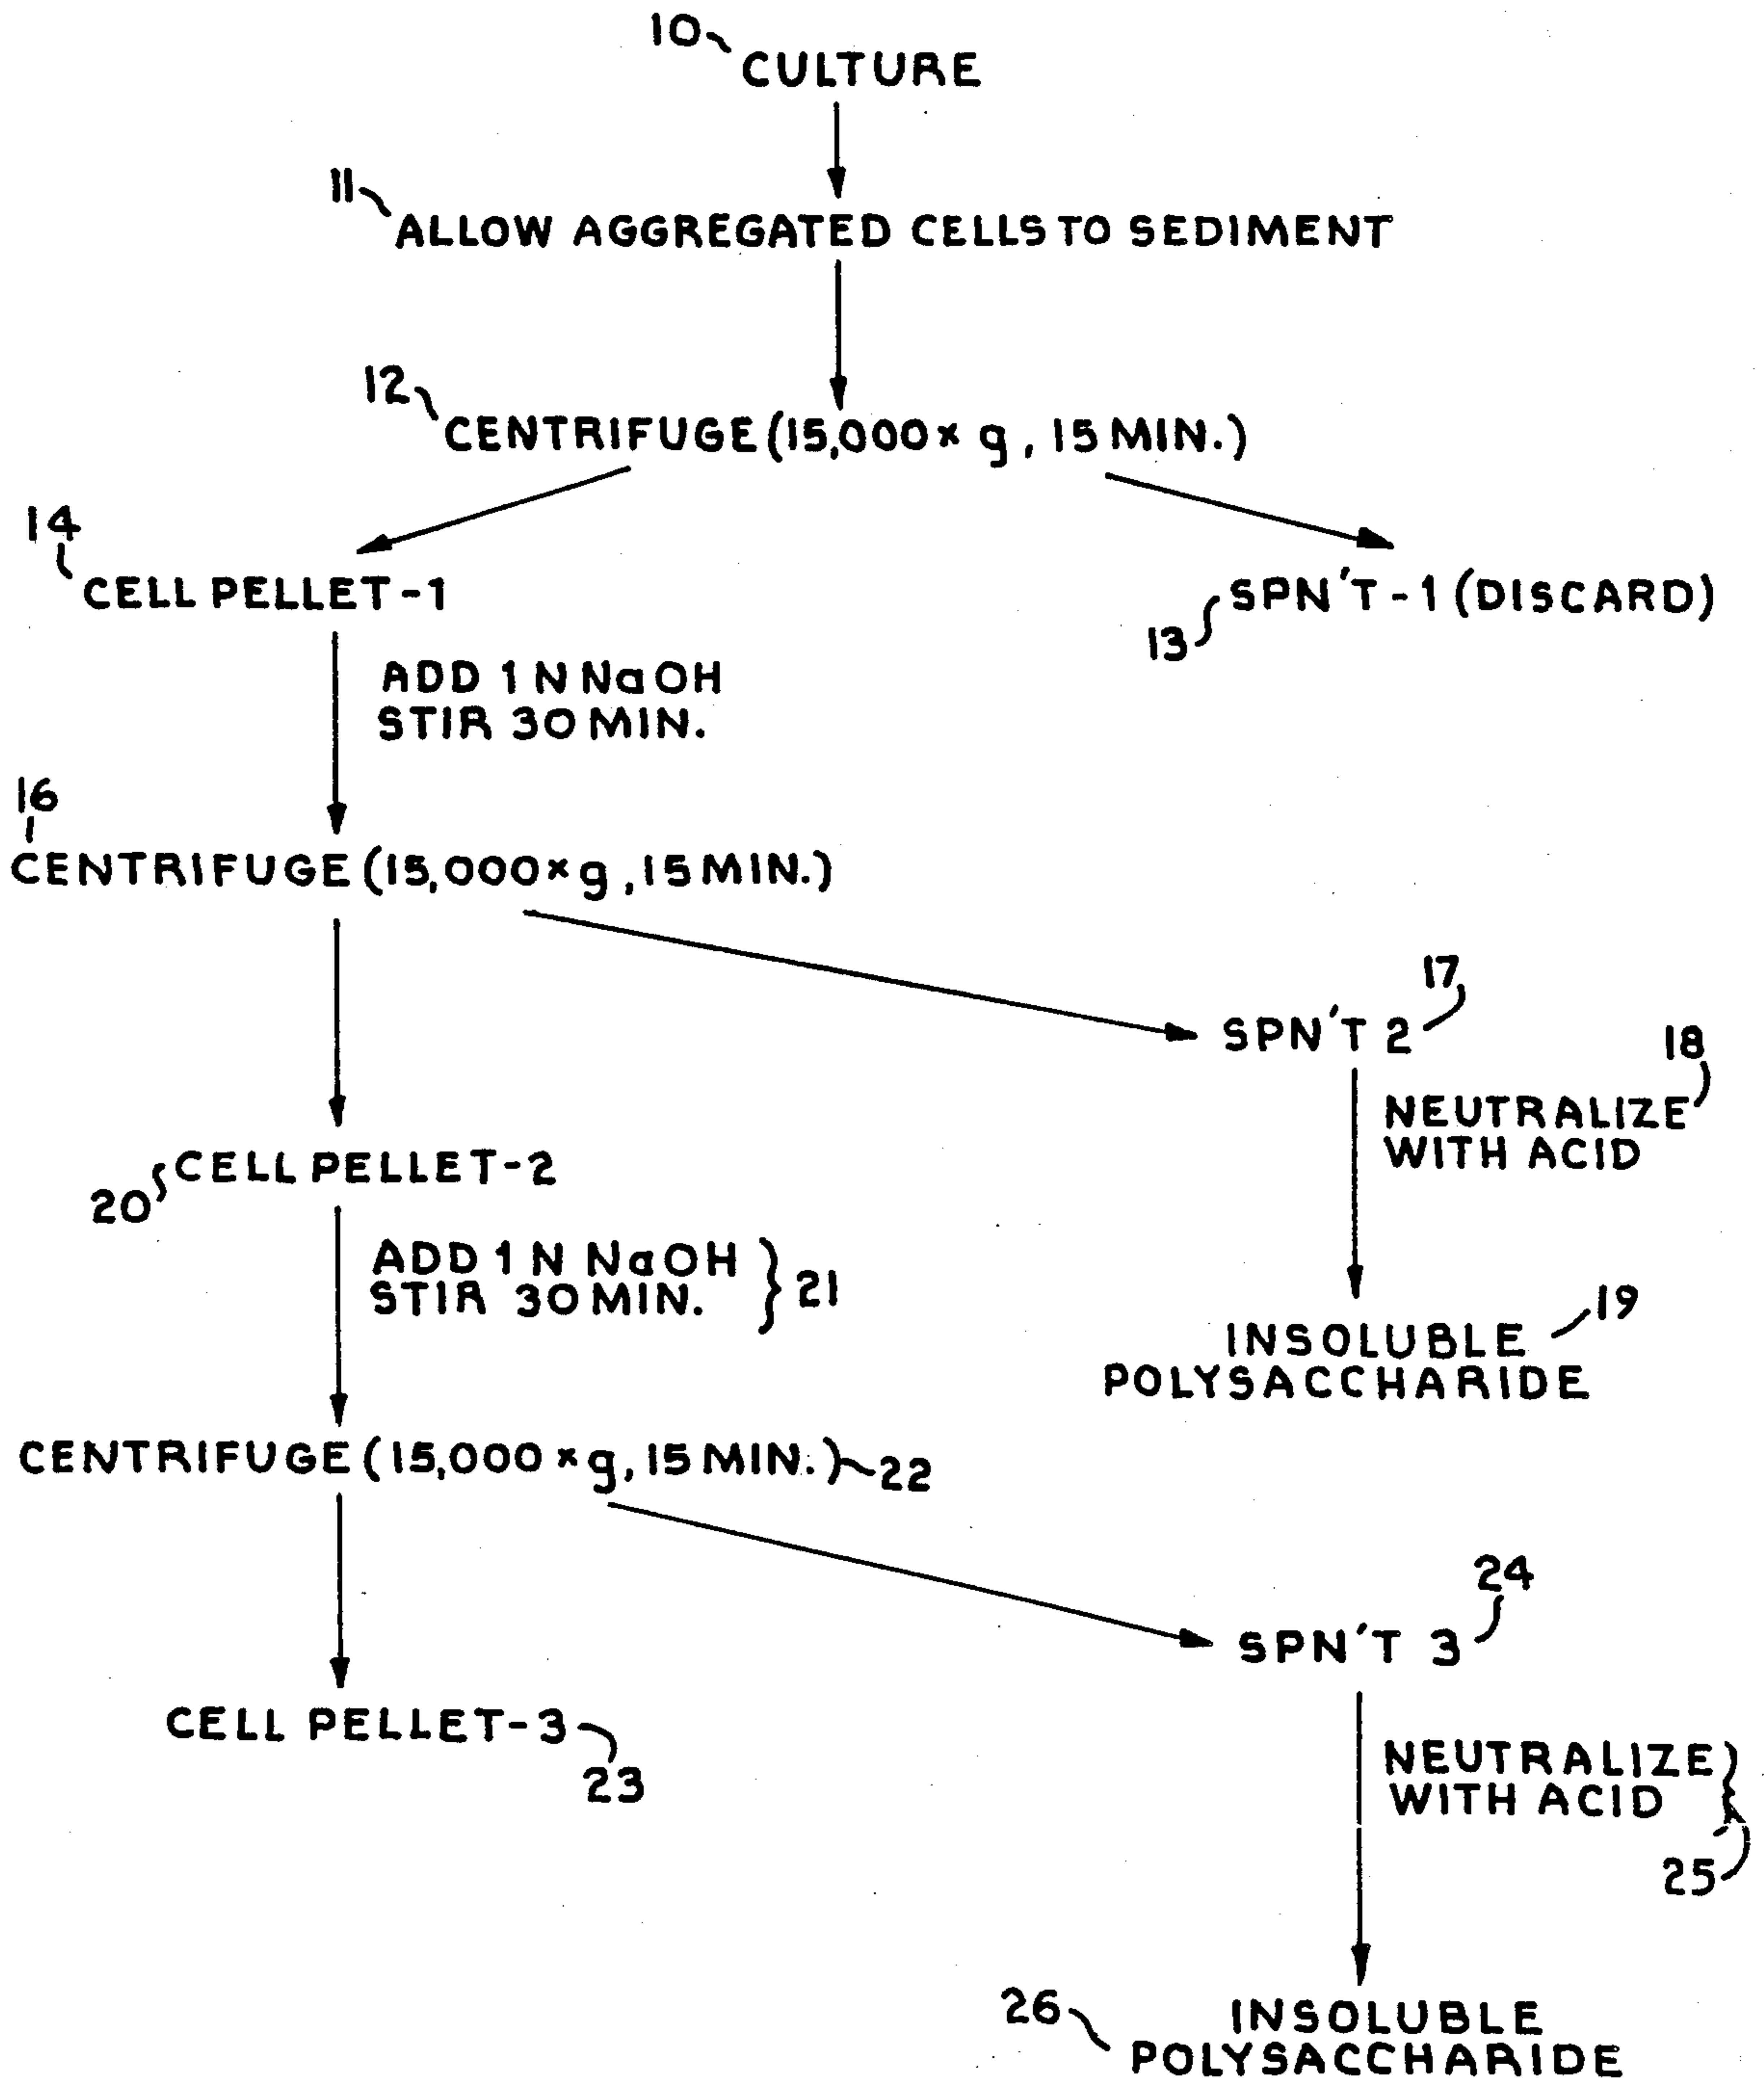 10
CULTURE
11
ALLOW AGGREGATED CELLS TO SEDIMENT
12
CENTRIFUGE (15,000 x g, 15 MIN.)
14
CELL PELLET-1
SPN'T-1 (DISCARD)
13
ADD 1 N NaOH
STIR 30 MIN.
16
CENTRIFUGE (15,000 x g, 15 MIN.)
17
SPN'T 2
18
NEUTRALIZE
WITH ACID
CELL PELLET-2
20
ADD 1 N NaOH
STIR 30 MIN.
21
19
INSOLUBLE
POLYSACCHARIDE
CENTRIFUGE (15,000 x g, 15 MIN.)
22
24
SPN'T 3
CELL PELLET-3
23
NEUTRALIZE
WITH ACID
25
26
INSOLUBLE
POLYSACCHARIDE